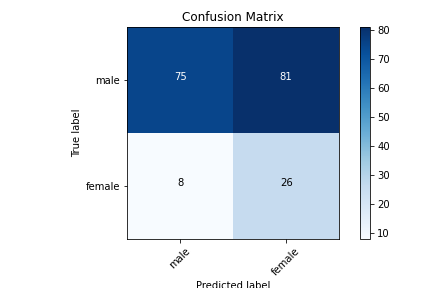 Confusion Matrix
80
male 75 81
70
60
True label
50
40
female 8 26
30
20
10
male female
Predicted label